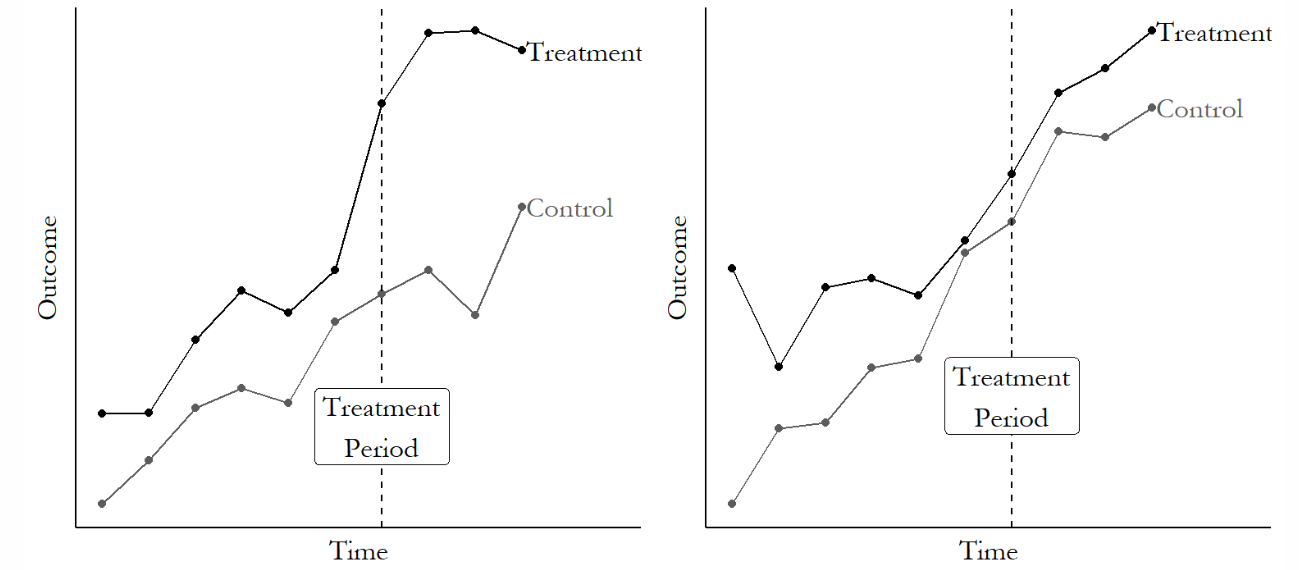 Outcome
Treatment
Control
Treatment
Period
Time
Outcome
Treatment
Control
Treatment
Period
Time